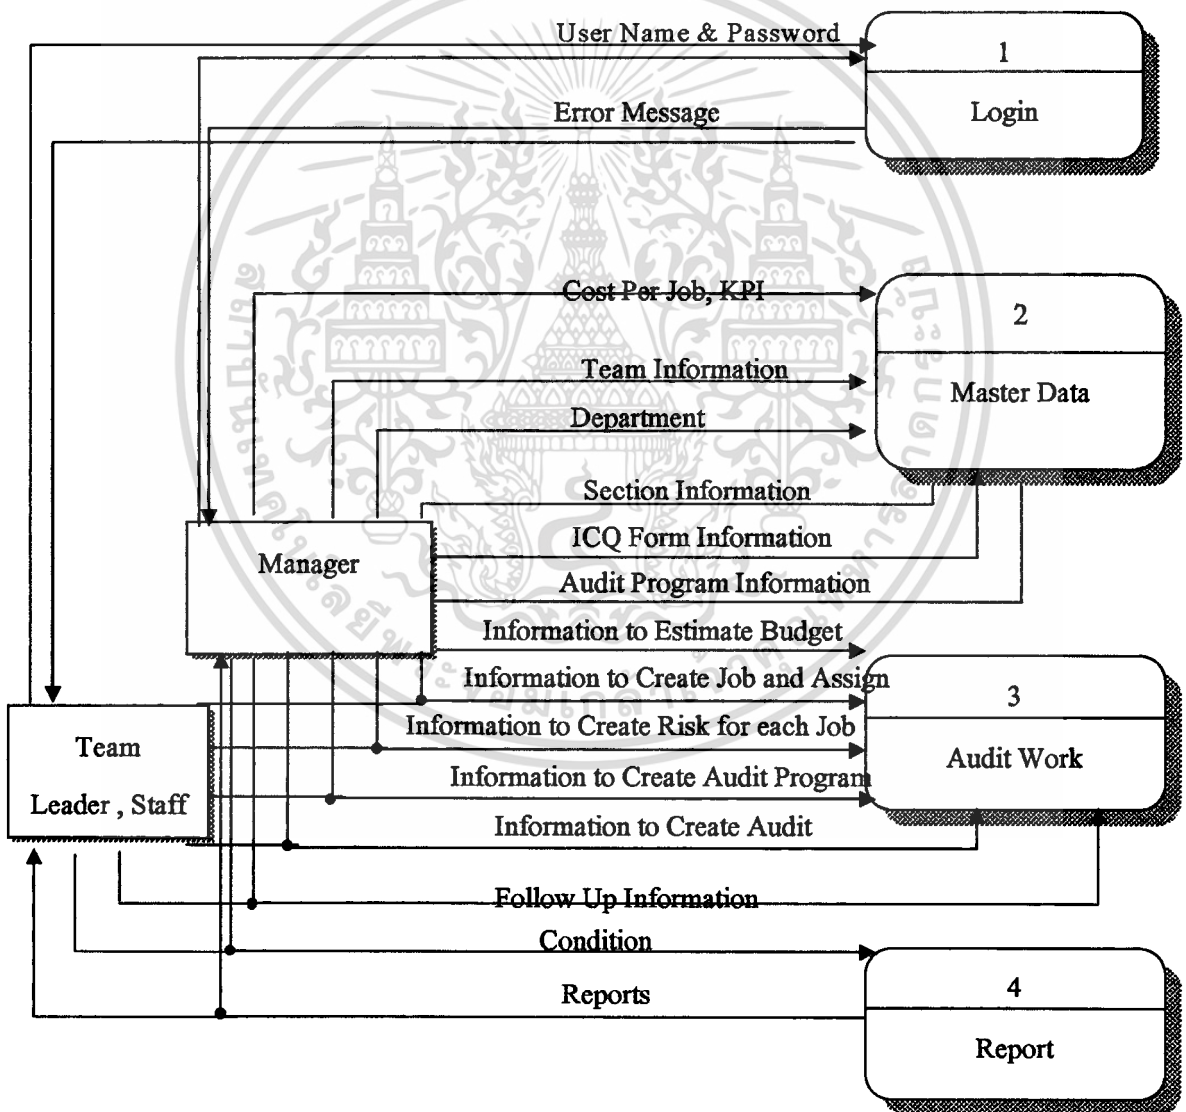 User Name & Password
1
Login
Error Message
2
Master Data
Cost Per Job, KPI
Team Information
Department
Section Information
ICQ Form Information
Audit Program Information
Manager
Information to Estimate Budget
Information to Create Job and Assign
Information to Create Risk for each Job
Information to Create Audit Program
Information to Create Audit
3
Audit Work
Team
Leader , Staff
Follow Up Information
Condition
Reports
4
Report